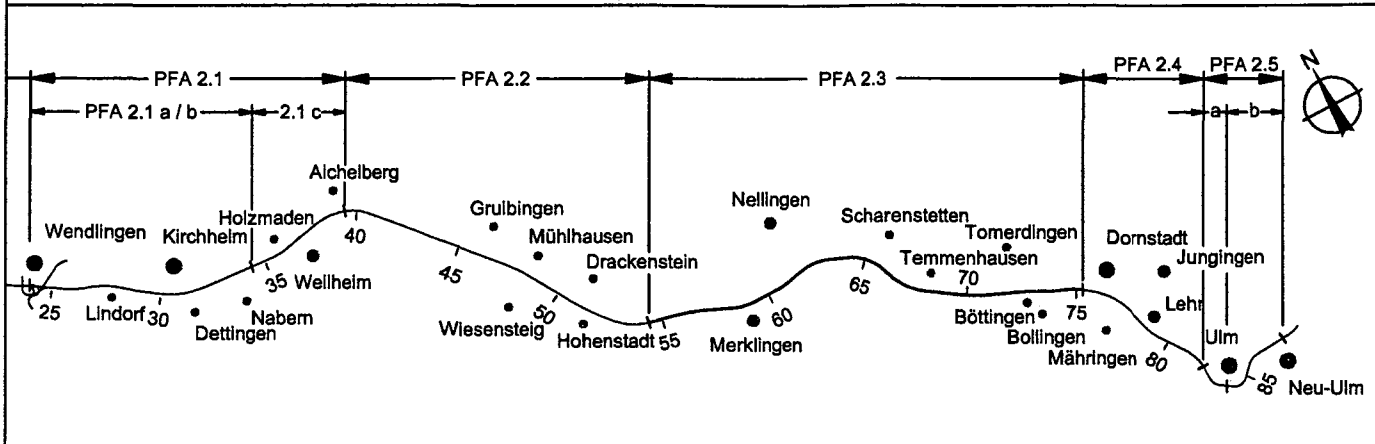 PFA 2.1
PFA 2.2
PFA 2.3
PFA 2.4
PFA 2.5
N
PFA 2.1 a / b
2.1 c
a
b
Aichelberg
Holzmaden
Wendlingen
Kirchheim
Weilheim
Lindorf
Dettingen
Nabern
Gruibingen
Mühlhausen
Drackenstein
Wiesensteig
Hohenstadt
Nellingen
Merklingen
Scharenstetten
Temmenhausen
Tomerdingen
Böttingen
Bollingen
Mähringen
Dornstadt
Jungingen
Lehr
Ulm
Neu-Ulm
25
30
35
40
45
50
55
60
65
70
75
80
85